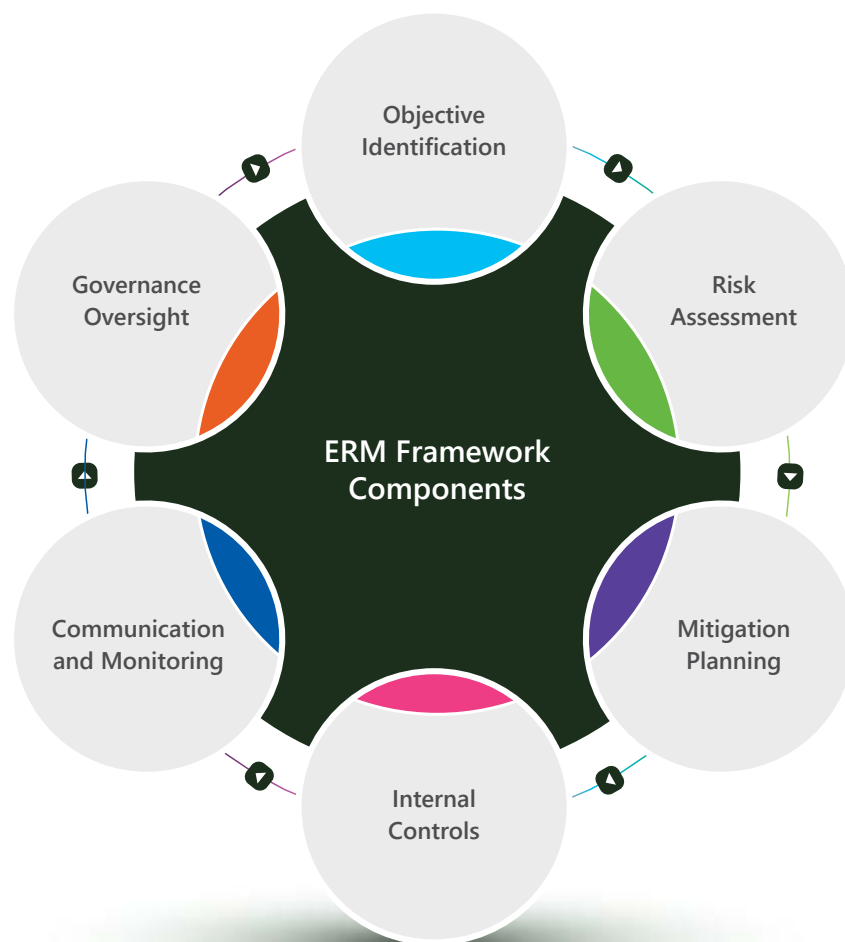 Objective
Identification
Governance
Oversight
Risk
Assessment
ERM Framework
Components
Communication
and Monitoring
Mitigation
Planning
Internal
Controls